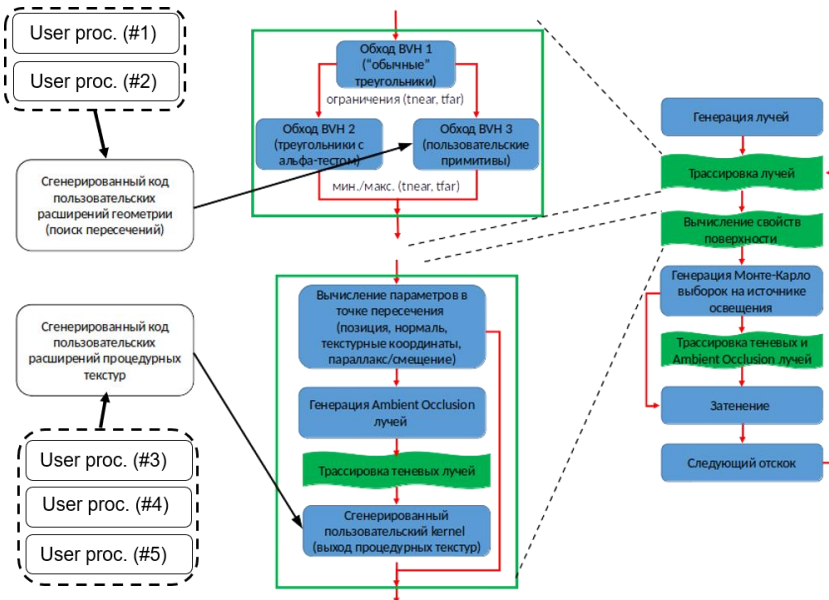 User proc. (#1)
User proc. (#2)
Сгенерированный код
пользовательских
расширений геометрии
(поиск пересечений)
Сгенерированный код
пользовательских
расширений процедурных
текстур
User proc. (#3)
User proc. (#4)
User proc. (#5)
Обход BVH 1
("обычные"
треугольники)
ограничения (tnear, tfar)
Обход BVH 2
(треугольники с
альфа-тестом)
Обход BVH 3
(пользовательские
примитивы)
мин./макс. (tnear, tfar)
Вычисление параметров в
точке пересечения
(позиция, нормаль,
текстурные координаты,
параллакс/смещение)
Генерация Ambient Occlusion
лучей
Трассировка теневых лучей
Сгенерированный
пользовательский kernel
(выход процедурных текстур)
Генерация лучей
Трассировка лучей
Вычисление свойств
поверхности
Генерация Монте-Карло
выборок на источнике
освещения
Трассировка теневых и
Ambient Occlusion лучей
Затенение
Следующий отскок